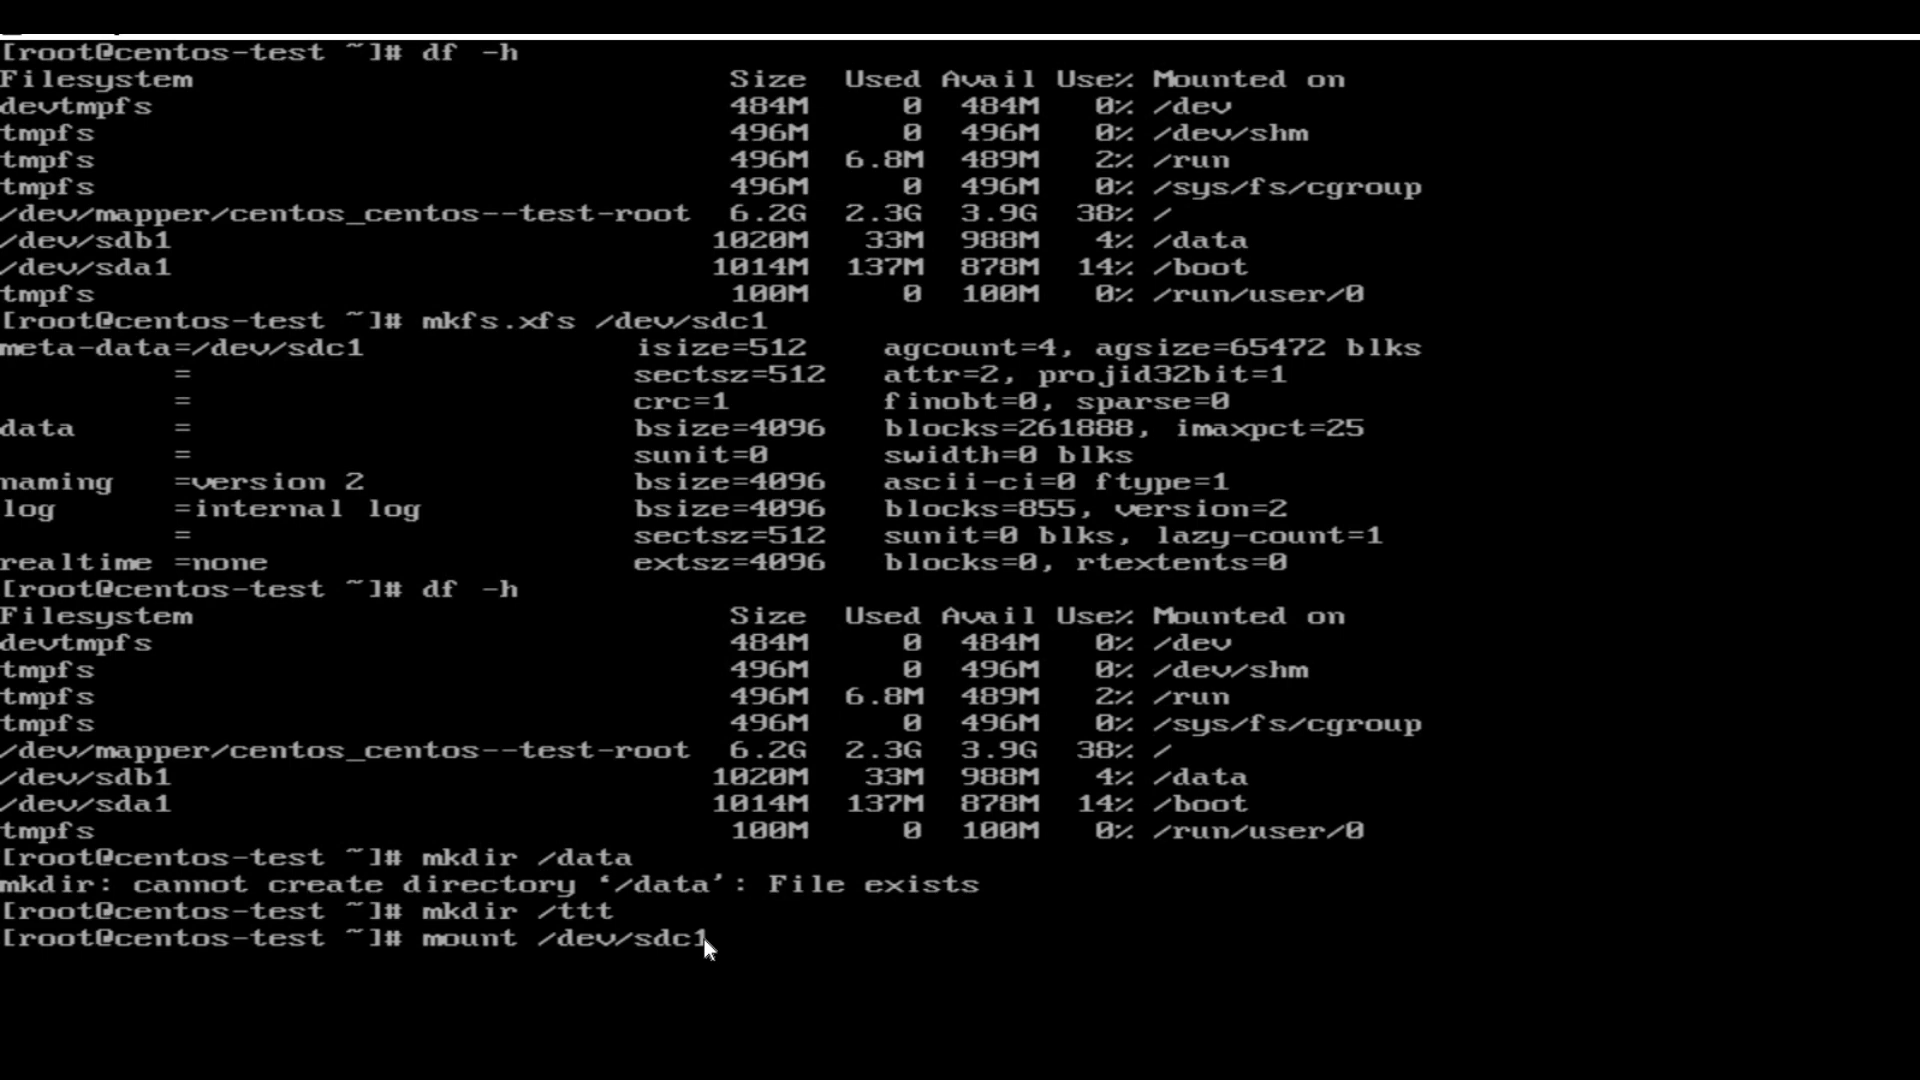 [root@centos-test ~]# df -h
Filesystem Size Used Avail Use% Mounted on
devtmpfs 484M 0 484M 0% /dev
tmpfs 496M 0 496M 0% /dev/shm
tmpfs 496M 6.8M 489M 2% /run
tmpfs 496M 0 496M 0% /sys/fs/cgroup
/dev/mapper/centos_centos--test-root 6.2G 2.3G 3.9G 38% /
/dev/sdb1 1020M 33M 988M 4% /data
/dev/sda1 1014M 137M 878M 14% /boot
tmpfs 100M 0 100M 0% /run/user/0
[root@centos-test ~]# mkfs.xfs /dev/sdc1
meta-data=/dev/sdc1 isize=512 agcount=4, agsize=65472 blks
= sectsz=512 attr=2, projid32bit=1
= crc=1 finobt=0, sparse=0
data = bsize=4096 blocks=261888, imaxpct=25
= sunit=0 swidth=0 blks
naming =version 2 bsize=4096 ascii-ci=0 ftype=1
log =internal log bsize=4096 blocks=855, version=2
= sectsz=512 sunit=0 blks, lazy-count=1
realtime =none extsz=4096 blocks=0, rtextents=0
[root@centos-test ~]# df -h
Filesystem Size Used Avail Use% Mounted on
devtmpfs 484M 0 484M 0% /dev
tmpfs 496M 0 496M 0% /dev/shm
tmpfs 496M 6.8M 489M 2% /run
tmpfs 496M 0 496M 0% /sys/fs/cgroup
/dev/mapper/centos_centos--test-root 6.2G 2.3G 3.9G 38% /
/dev/sdb1 1020M 33M 988M 4% /data
/dev/sda1 1014M 137M 878M 14% /boot
tmpfs 100M 0 100M 0% /run/user/0
[root@centos-test ~]# mkdir /data
mkdir: cannot create directory ‘/data’: File exists
[root@centos-test ~]# mkdir /ttt
[root@centos-test ~]# mount /dev/sdc1